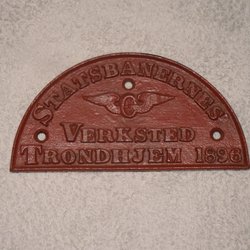 STATSBANERNES
C
VERKSTED
TRONDHJEM 1898